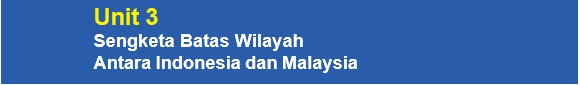 Unit 3
Sengketa Batas Wilayah
Antara Indonesia dan Malaysia